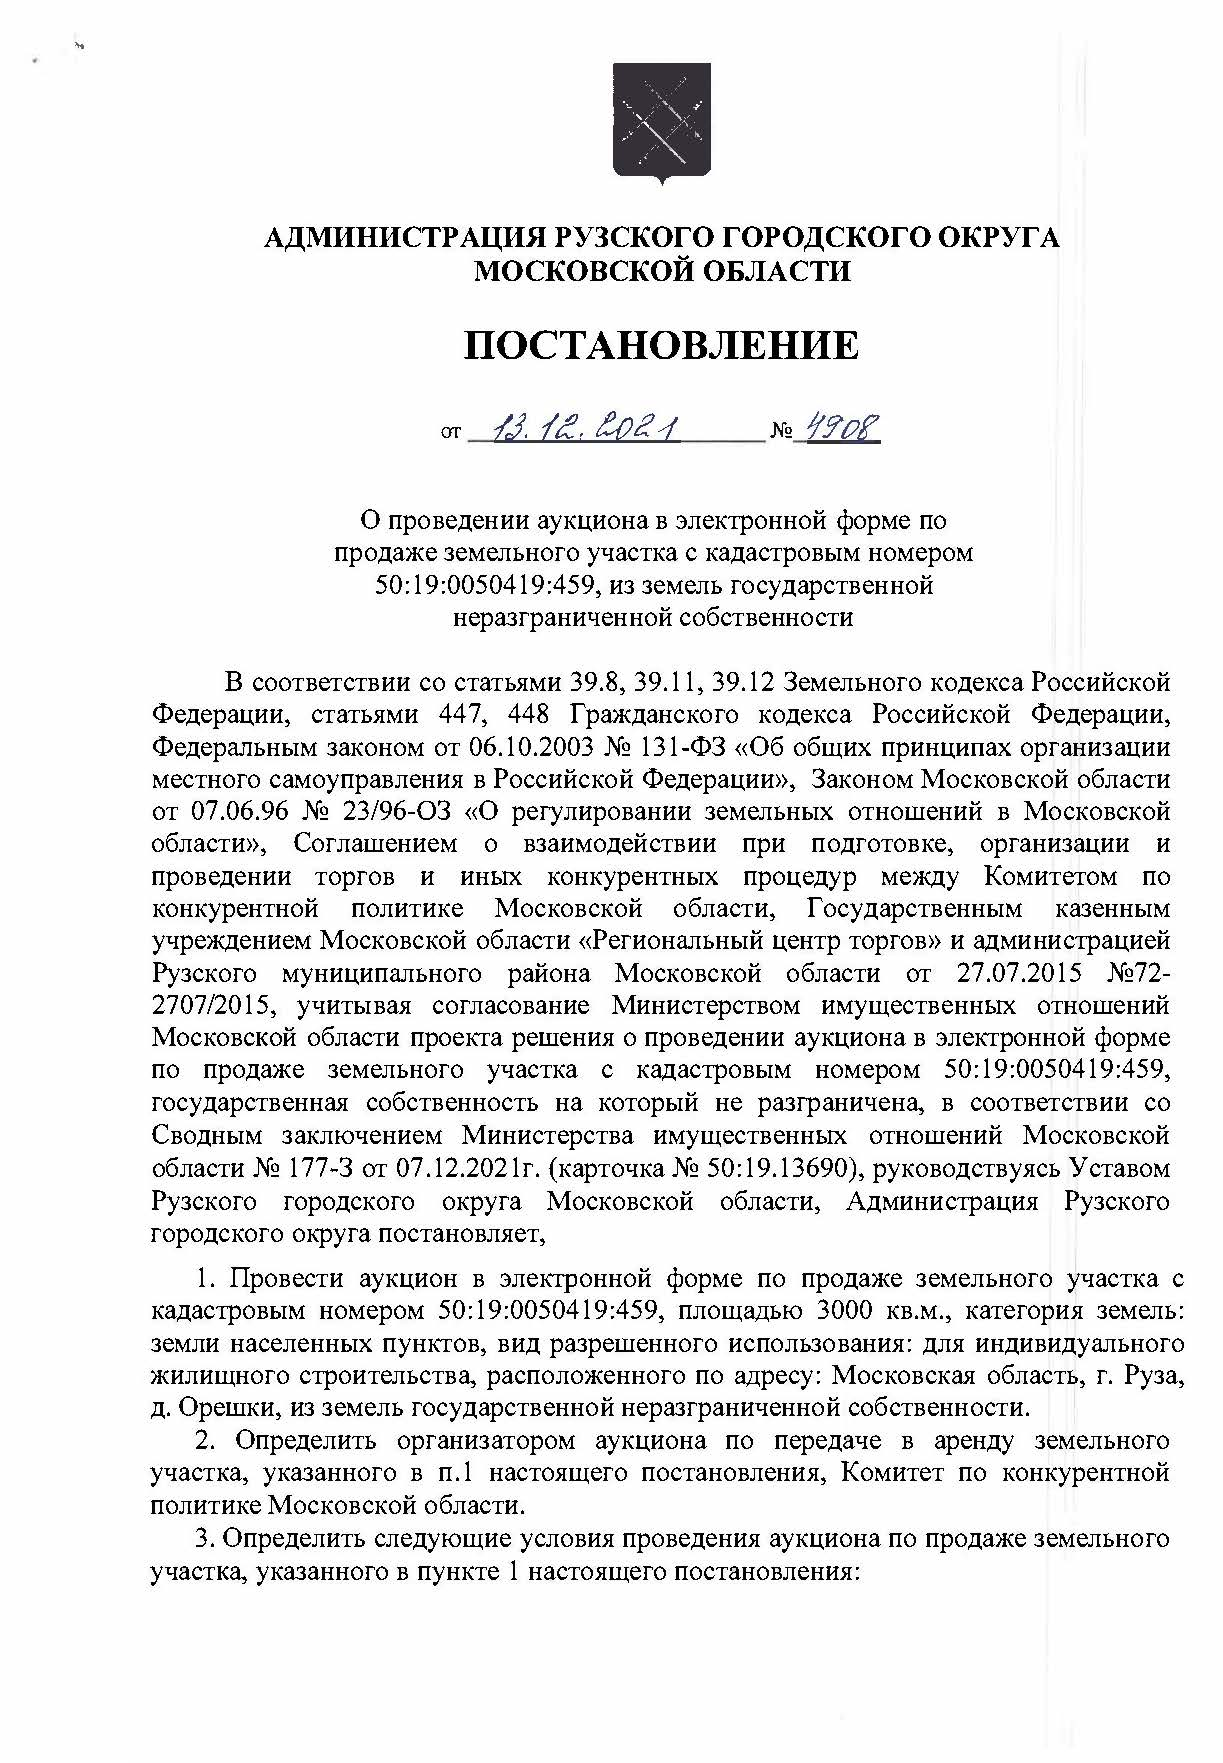 АДМИНИСТРАЦИЯ РУЗСКОГО ГОРОДСКОГО ОКРУГА
МОСКОВСКОЙ ОБЛАСТИ
ПОСТАНОВЛЕНИЕ
от 13.12.2021 № 4908
О проведении аукциона в электронной форме по
продаже земельного участка с кадастровым номером
50:19:0050419:459, из земель государственной
неразграниченной собственности
В соответствии со статьями 39.8, 39.11, 39.12 Земельного кодекса Российской
Федерации, статьями 447, 448 Гражданского кодекса Российской Федерации,
Федеральным законом от 06.10.2003 № 131-ФЗ «Об общих принципах организации
местного самоуправления в Российской Федерации», Законом Московской области
от 07.06.96 № 23/96-ОЗ «О регулировании земельных отношений в Московской
области», Соглашением о взаимодействии при подготовке, организации и
проведении торгов и иных конкурентных процедур между Комитетом по
конкурентной политике Московской области, Государственным казенным
учреждением Московской области «Региональный центр торгов» и администрацией
Рузского муниципального района Московской области от 27.07.2015 №72-
2707/2015, учитывая согласование Министерством имущественных отношений
Московской области проекта решения о проведении аукциона в электронной форме
по продаже земельного участка с кадастровым номером 50:19:0050419:459,
государственная собственность на который не разграничена, в соответствии со
Сводным заключением Министерства имущественных отношений Московской
области № 177-З от 07.12.2021г. (карточка № 50:19.13690), руководствуясь Уставом
Рузского городского округа Московской области, Администрация Рузского
городского округа постановляет,
1. Провести аукцион в электронной форме по продаже земельного участка с
кадастровым номером 50:19:0050419:459, площадью 3000 кв.м., категория земель:
земли населенных пунктов, вид разрешенного использования: для индивидуального
жилищного строительства, расположенного по адресу: Московская область, г. Руза,
д. Орешки, из земель государственной неразграниченной собственности.
2. Определить организатором аукциона по передаче в аренду земельного
участка, указанного в п.1 настоящего постановления, Комитет по конкурентной
политике Московской области.
3. Определить следующие условия проведения аукциона по продаже земельного
участка, указанного в пункте 1 настоящего постановления: